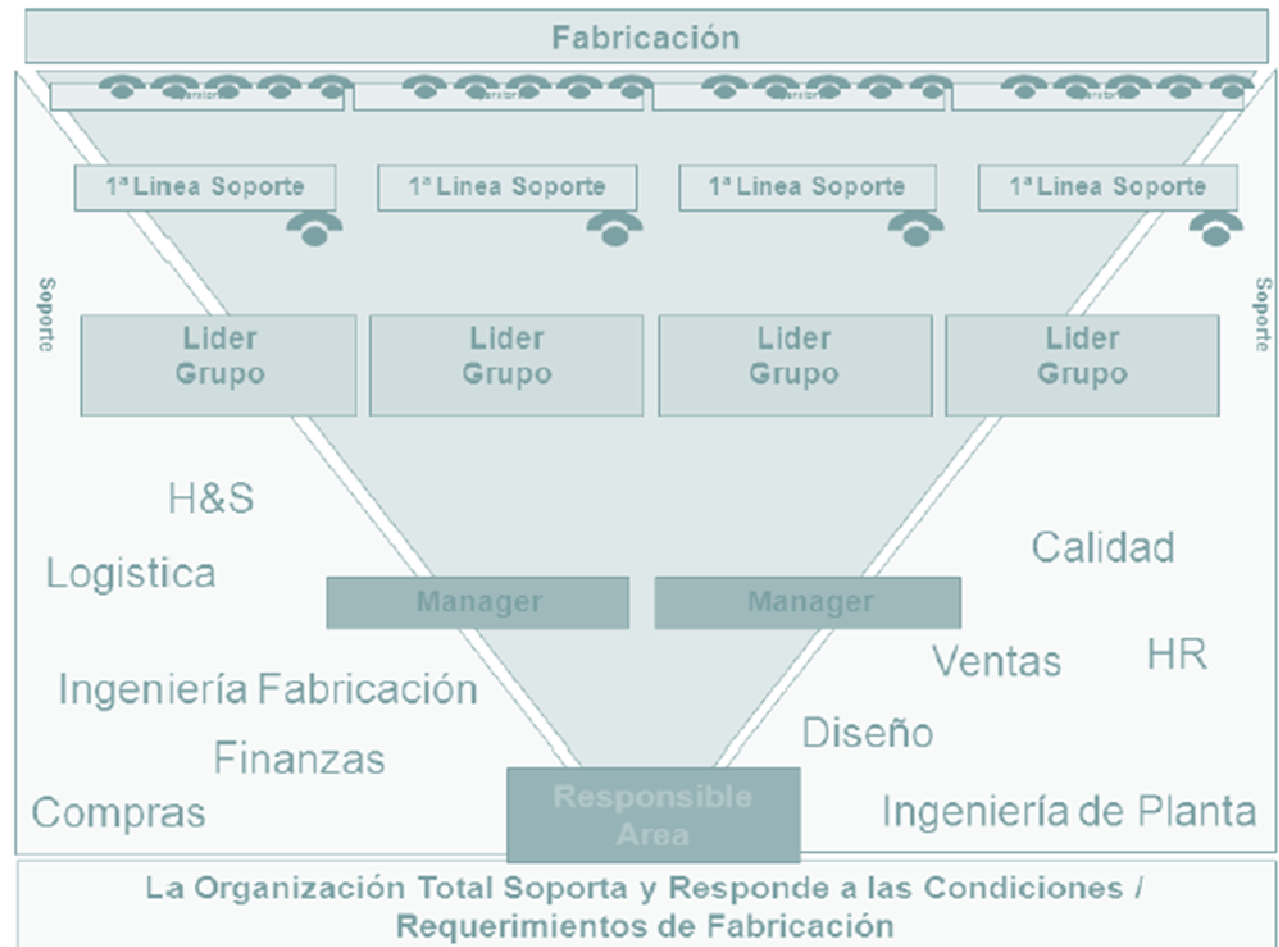 Fabricación
1ª Linea Soporte
1ª Linea Soporte
1ª Linea Soporte
1ª Linea Soporte
Soporte
Soporte
Lider
Grupo
Lider
Grupo
Lider
Grupo
Lider
Grupo
H&S
Calidad
Logistica
Manager
Manager
Ventas
HR
Ingeniería Fabricación
Diseño
Finanzas
Responsible
Area
Compras
Ingeniería de Planta
La Organización Total Soporta y Responde a las Condiciones /
Requerimientos de Fabricación